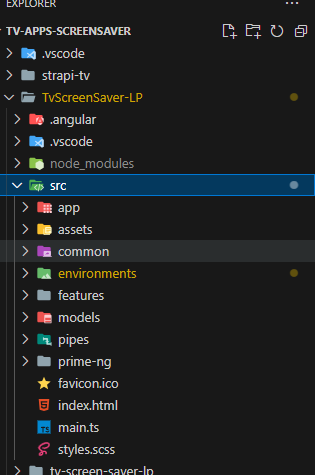 EXPLORER
TV-APPS-SCREENSAVER
.vscode
strapi-tv
TvScreenSaver-LP
.angular
.vscode
node_modules
src
app
assets
common
environments
features
models
pipes
prime-ng
favicon.ico
index.html
TS main.ts
styles.scss
tv-screen-saver-lp